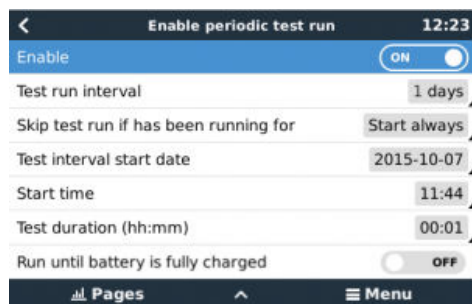 Enable periodic test run 12:23
Enable ON
Test run interval 1 days
Skip test run if has been running for Start always
Test interval start date 2015-10-07
Start time 11:44
Test duration (hh:mm) 00:01
Run until battery is fully charged OFF
Pages Menu